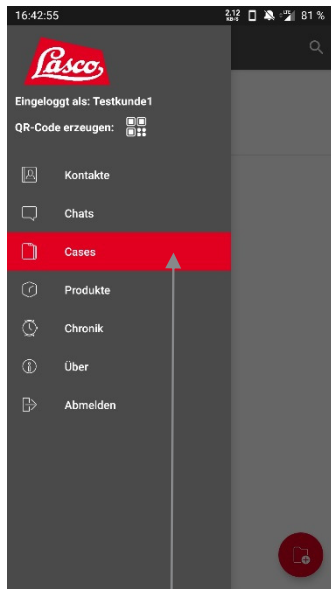 16:42:55 2.12 KB/S 81 %
Lasco
Eingeloggt als: Testkunde1
QR-Code erzeugen:
Kontakte
Chats
Cases
Produkte
Chronik
Über
Abmelden